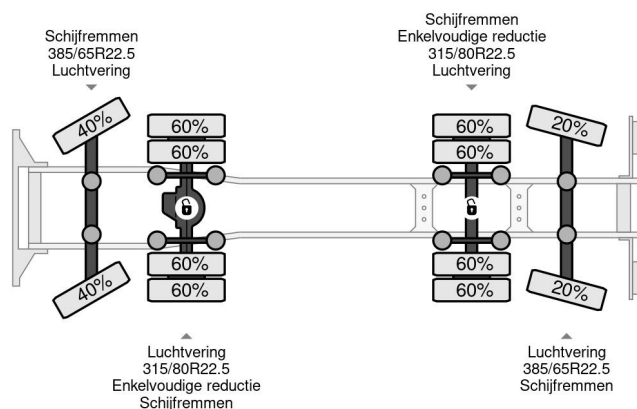 Schijfremmen
385/65R22.5
Luchtvering
Schijfremmen
Enkelvoudige reductie
315/80R22.5
Luchtvering
40%
60%
60%
60%
60%
20%
40%
60%
60%
60%
60%
20%
Luchtvering
315/80R22.5
Enkelvoudige reductie
Schijfremmen
Luchtvering
385/65R22.5
Schijfremmen